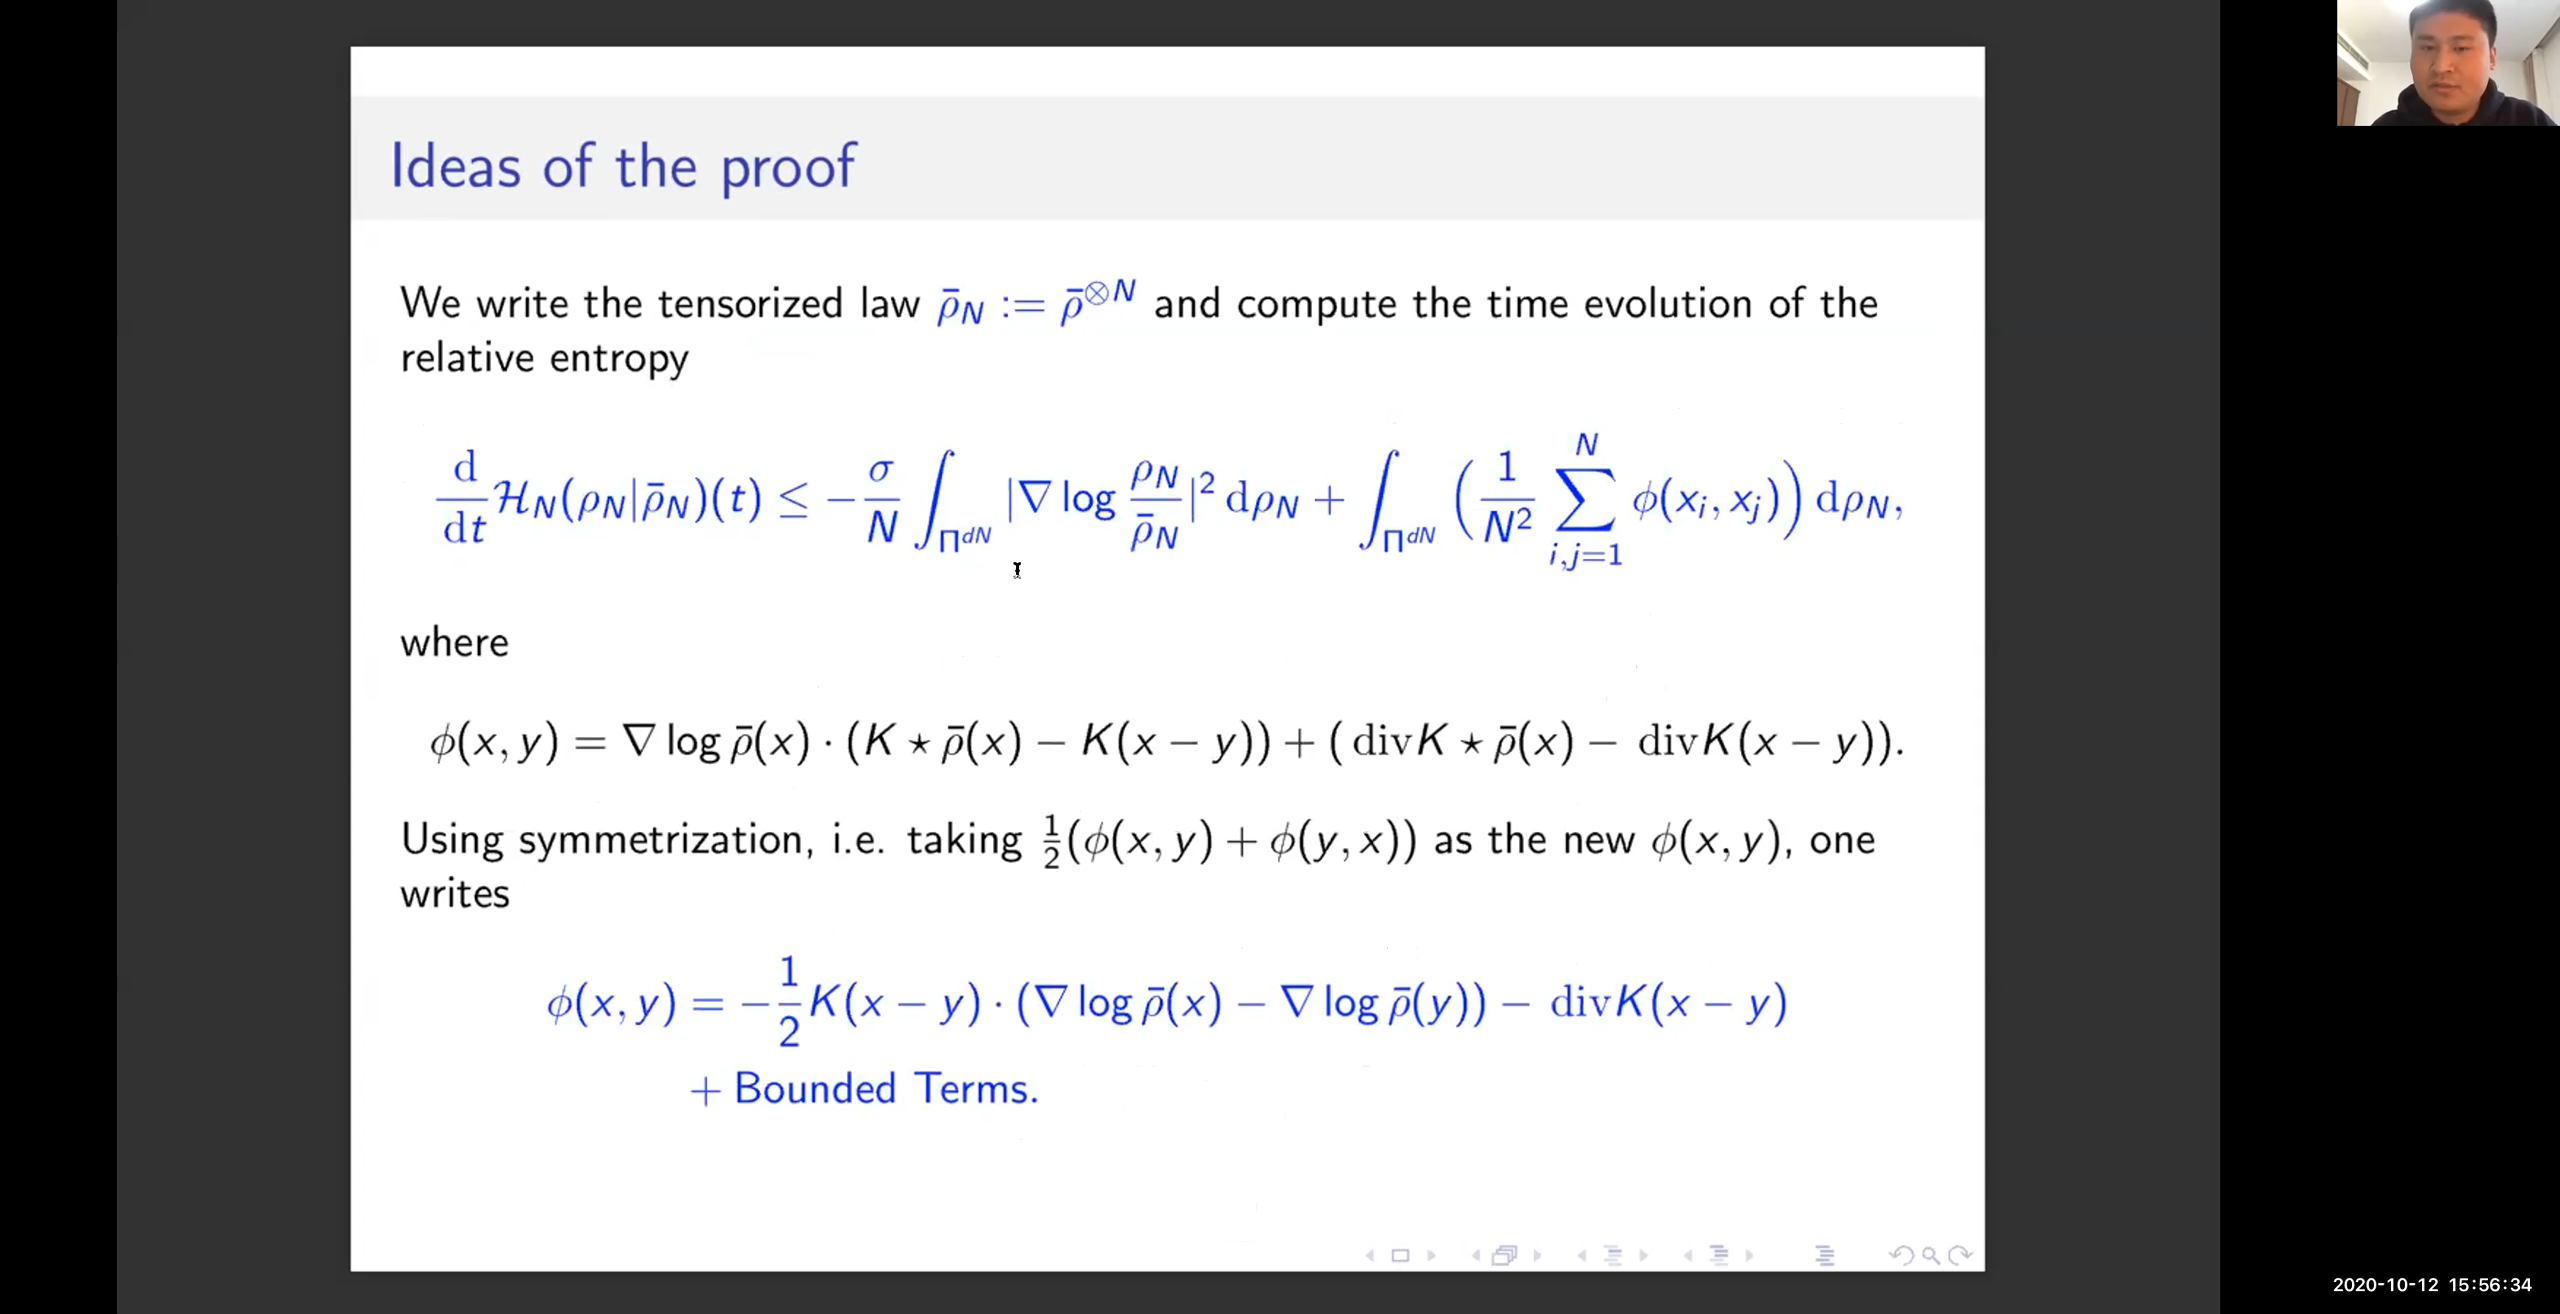 Ideas of the proof
We write the tensorized law ρ̄_N := ρ̄^{⊗N} and compute the time evolution of the
relative entropy
d/dt ℋ_N(ρ_N|ρ̄_N)(t) ≤ −σ/N ∫_{Π^{dN}} |∇ log ρ_N/ρ̄_N|² dρ_N + ∫_{Π^{dN}} (1/N² ∑_{i,j=1}^N ϕ(x_i, x_j)) dρ_N,
where
ϕ(x, y) = ∇ log ρ̄(x) · (K ⋆ ρ̄(x) − K(x − y)) + (divK ⋆ ρ̄(x) − divK(x − y)).
Using symmetrization, i.e. taking ½(ϕ(x, y) + ϕ(y, x)) as the new ϕ(x, y), one
writes
ϕ(x, y) = −½K(x − y) · (∇ log ρ̄(x) − ∇ log ρ̄(y)) − divK(x − y)
+ Bounded Terms.
2020-10-12 15:56:34